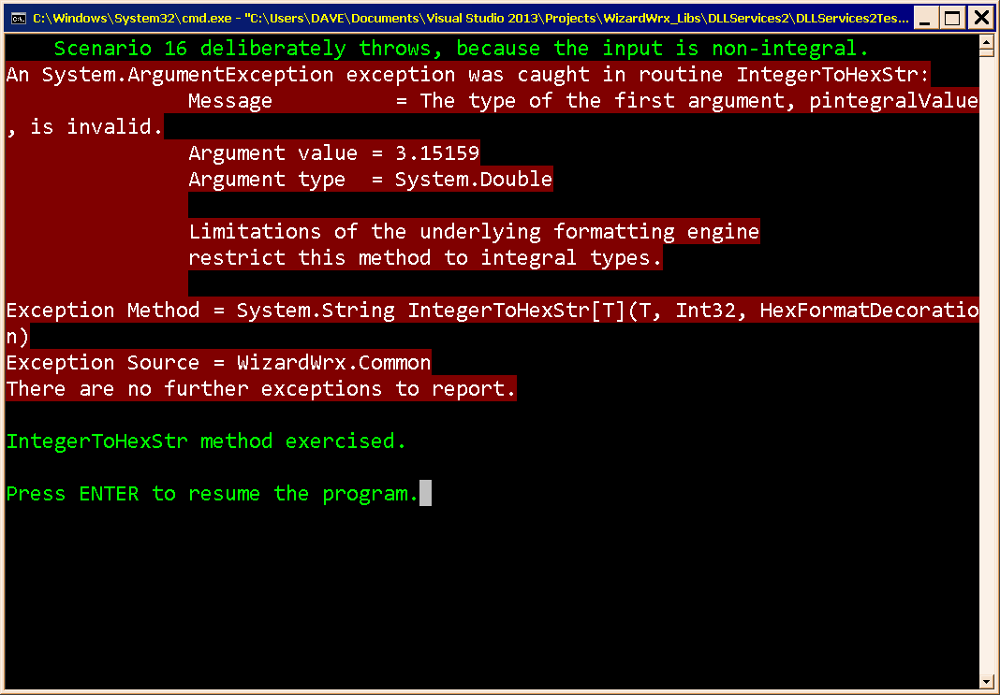 C:\Windows\System32\cmd.exe - "C:\Users\DAVE\Documents\Visual Studio 2013\Projects\WizardWrx_Libs\DLLServices2\DLLServices2Tes...
Scenario 16 deliberately throws, because the input is non-integral.
An System.ArgumentException exception was caught in routine IntegerToHexStr:
Message = The type of the first argument, pintegralValue
, is invalid.
Argument value = 3.15159
Argument type = System.Double
Limitations of the underlying formatting engine
restrict this method to integral types.
Exception Method = System.String IntegerToHexStr[T](T, Int32, HexFormatDecoratio
n)
Exception Source = WizardWrx.Common
There are no further exceptions to report.
IntegerToHexStr method exercised.
Press ENTER to resume the program.